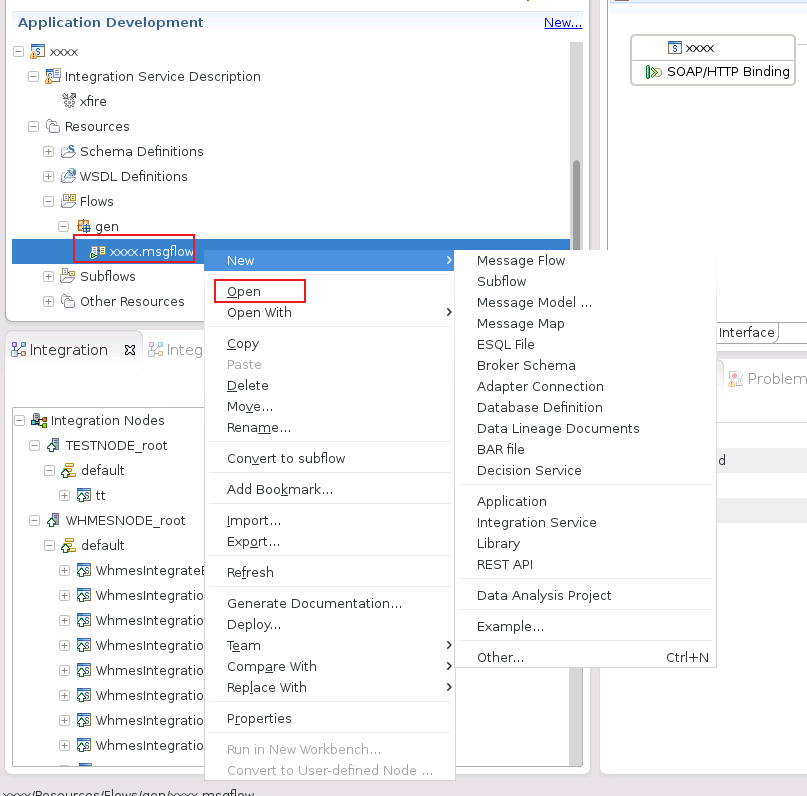 Application Development
New...
xxxx
Integration Service Description
xfire
Resources
Schema Definitions
WSDL Definitions
Flows
gen
xxxx.msgflow
Subflows
Other Resources
Integration
Integ
Integration Nodes
TESTNODE_root
default
tt
WHMESNODE_root
default
WhmesIntegrate
WhmesIntegratio
WhmesIntegratio
WhmesIntegratio
WhmesIntegratio
WhmesIntegratio
WhmesIntegratio
WhmesIntegratio
New
Open
Open With
Copy
Paste
Delete
Move...
Rename...
Convert to subflow
Add Bookmark...
Import...
Export...
Refresh
Generate Documentation...
Deploy...
Team
Compare With
Replace With
Properties
Run in New Workbench...
Convert to User-defined Node ...
Message Flow
Subflow
Message Model ...
Message Map
ESQL File
Broker Schema
Adapter Connection
Database Definition
Data Lineage Documents
BAR file
Decision Service
Application
Integration Service
Library
REST API
Data Analysis Project
Example...
Other... Ctrl+N
xxxx
SOAP/HTTP Binding
Interface
Problem
d
xxxx/Resources/Flows/gen/xxxx.msgflow